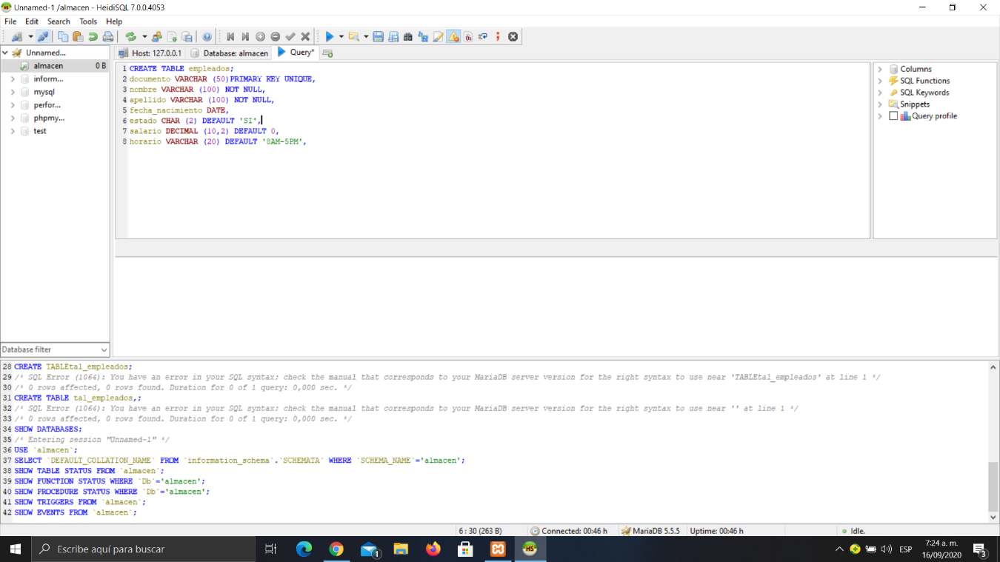 Unnamed-1 /almacen - HeidiSQL 7.0.0.4053
File Edit Search Tools Help
Unnamed...
almacen 0 B
inform...
mysql
perfor...
phpmy...
test
Host: 127.0.0.1 Database: almacen Query*
1 CREATE TABLE empleados;
2 documento VARCHAR (50)PRIMARY KEY UNIQUE,
3 nombre VARCHAR (100) NOT NULL,
4 apellido VARCHAR (100) NOT NULL,
5 fecha_nacimiento DATE,
6 estado CHAR (2) DEFAULT 'SI',
7 salario DECIMAL (10,2) DEFAULT 0,
8 horario VARCHAR (20) DEFAULT '8AM-5PM',
Columns
SQL Functions
SQL Keywords
Snippets
Query profile
Database filter
28 CREATE TABLEtal_empleados;
29 /* SQL Error (1064): You have an error in your SQL syntax; check the manual that corresponds to your MariaDB server version for the right syntax to use near 'TABLEtal_empleados' at line 1 */
30 /* 0 rows affected, 0 rows found. Duration for 0 of 1 query: 0,000 sec. */
31 CREATE TABLE tal_empleados,;
32 /* SQL Error (1064): You have an error in your SQL syntax; check the manual that corresponds to your MariaDB server version for the right syntax to use near '' at line 1 */
33 /* 0 rows affected, 0 rows found. Duration for 0 of 1 query: 0,000 sec. */
34 SHOW DATABASES;
35 /* Entering session "Unnamed-1" */
36 USE `almacen`;
37 SELECT `DEFAULT_COLLATION_NAME` FROM `information_schema`.`SCHEMATA` WHERE `SCHEMA_NAME`='almacen';
38 SHOW TABLE STATUS FROM `almacen`;
39 SHOW FUNCTION STATUS WHERE `Db`='almacen';
40 SHOW PROCEDURE STATUS WHERE `Db`='almacen';
41 SHOW TRIGGERS FROM `almacen`;
42 SHOW EVENTS FROM `almacen`;
6 : 30 (263 B) Connected: 00:46 h MariaDB 5.5.5 Uptime: 00:46 h Idle.
Escribe aquí para buscar
1
HS
ESP
7:24 a. m.
16/09/2020
3